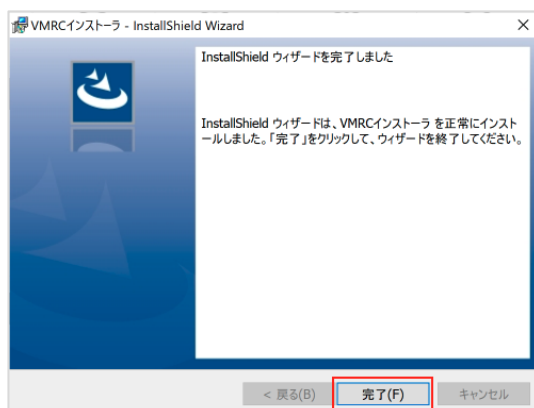 VMRCインストーラ - InstallShield Wizard
InstallShield ウィザードを完了しました
InstallShield ウィザードは、VMRCインストーラ を正常にインスト
ールしました。「完了」をクリックして、ウィザードを終了してください。
< 戻る(B)
完了(F)
キャンセル